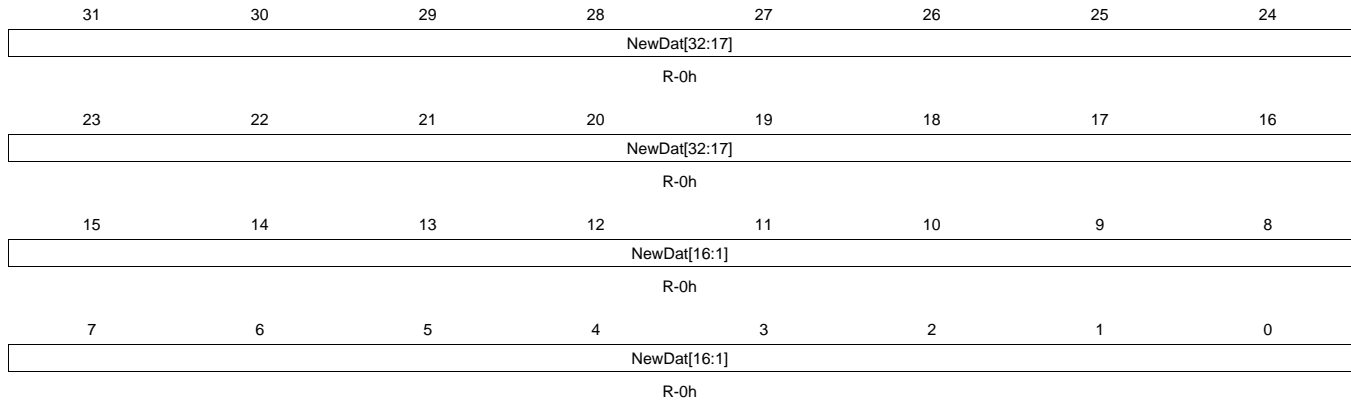 31 30 29 28 27 26 25 24
NewDat[32:17]
R-0h
23 22 21 20 19 18 17 16
NewDat[32:17]
R-0h
15 14 13 12 11 10 9 8
NewDat[16:1]
R-0h
7 6 5 4 3 2 1 0
NewDat[16:1]
R-0h